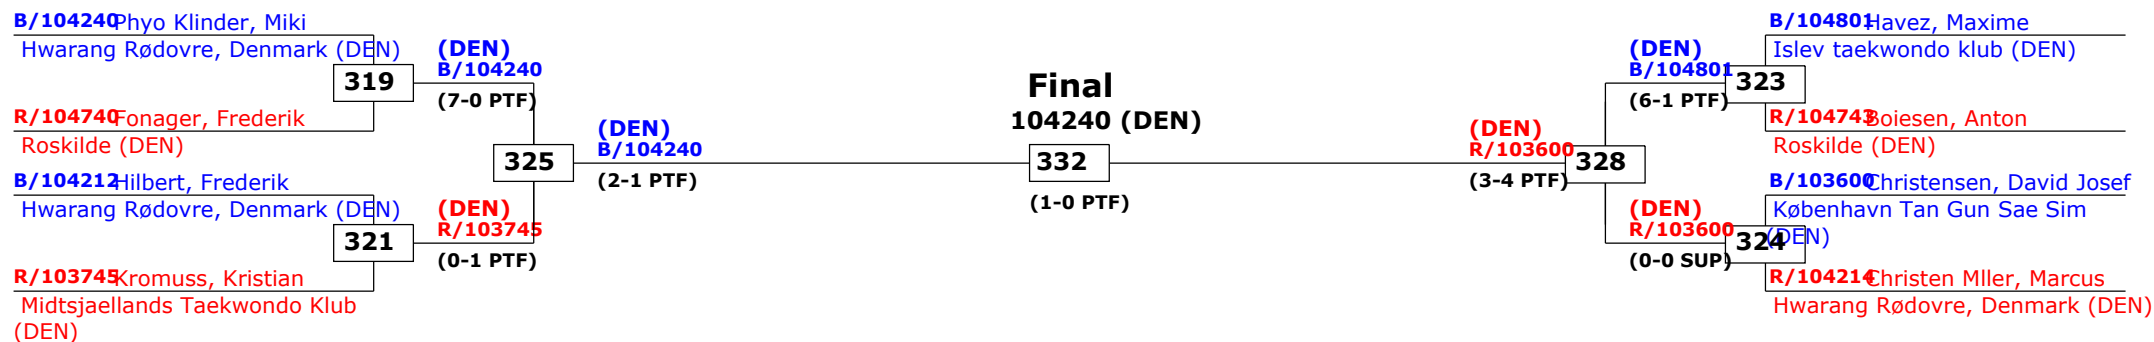 B/104240 Phyo Klinder, Miki
Hwarang Rødovre, Denmark (DEN)
319
R/104740 Fonager, Frederik
Roskilde (DEN)
(DEN)
B/104240
(7-0 PTF)
B/104212 Hilbert, Frederik
Hwarang Rødovre, Denmark (DEN)
321
R/103745 Kromuss, Kristian
Midtsjaellands Taekwondo Klub
(DEN)
(DEN)
R/103745
(0-1 PTF)
325
(DEN)
B/104240
(2-1 PTF)
Final
104240 (DEN)
332
(1-0 PTF)
(DEN)
R/103600
(3-4 PTF)
328
(DEN)
B/104801
(6-1 PTF)
323
B/104801 Havez, Maxime
Islev taekwondo klub (DEN)
R/104743 Boiesen, Anton
Roskilde (DEN)
(DEN)
R/103600
(0-0 SUP)
324
B/103600 Christensen, David Josef
København Tan Gun Sae Sim
(DEN)
R/104214 Christen Mller, Marcus
Hwarang Rødovre, Denmark (DEN)